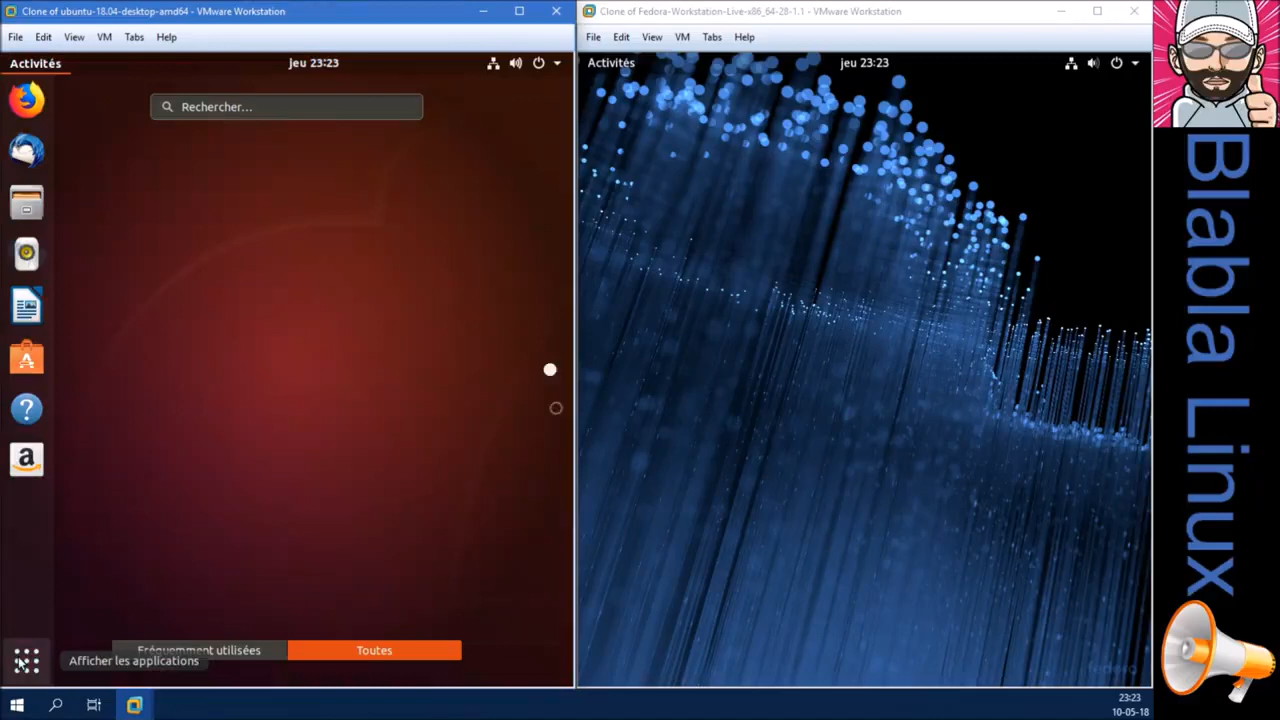 Clone of ubuntu-18.04-desktop-amd64 - VMware Workstation
File Edit View VM Tabs Help
Activités
jeu 23:23
Rechercher...
a
Fréquemment utilisées
Toutes
Afficher les applications
Clone of Fedora-Workstation-Live-x86_64-28-1.1 - VMware Workstation
File Edit View VM Tabs Help
Activités
jeu 23:23
fedora
Blabla Linux
23:23
10-05-18